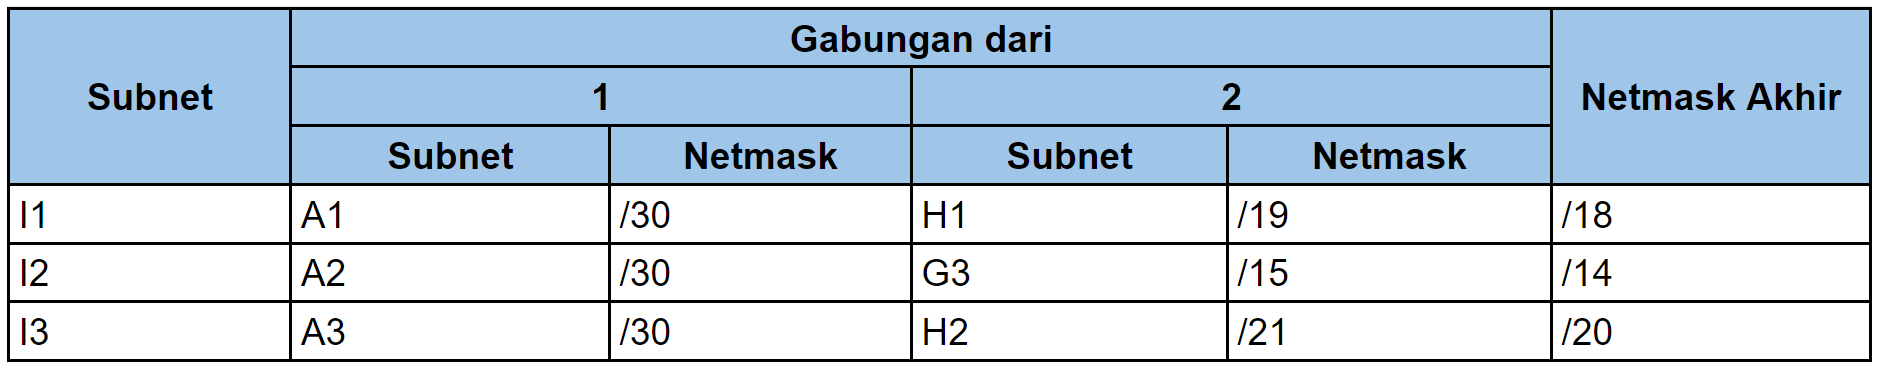 Subnet Gabungan dari Netmask Akhir
1 2
Subnet Netmask Subnet Netmask
I1 A1 /30 H1 /19 /18
I2 A2 /30 G3 /15 /14
I3 A3 /30 H2 /21 /20